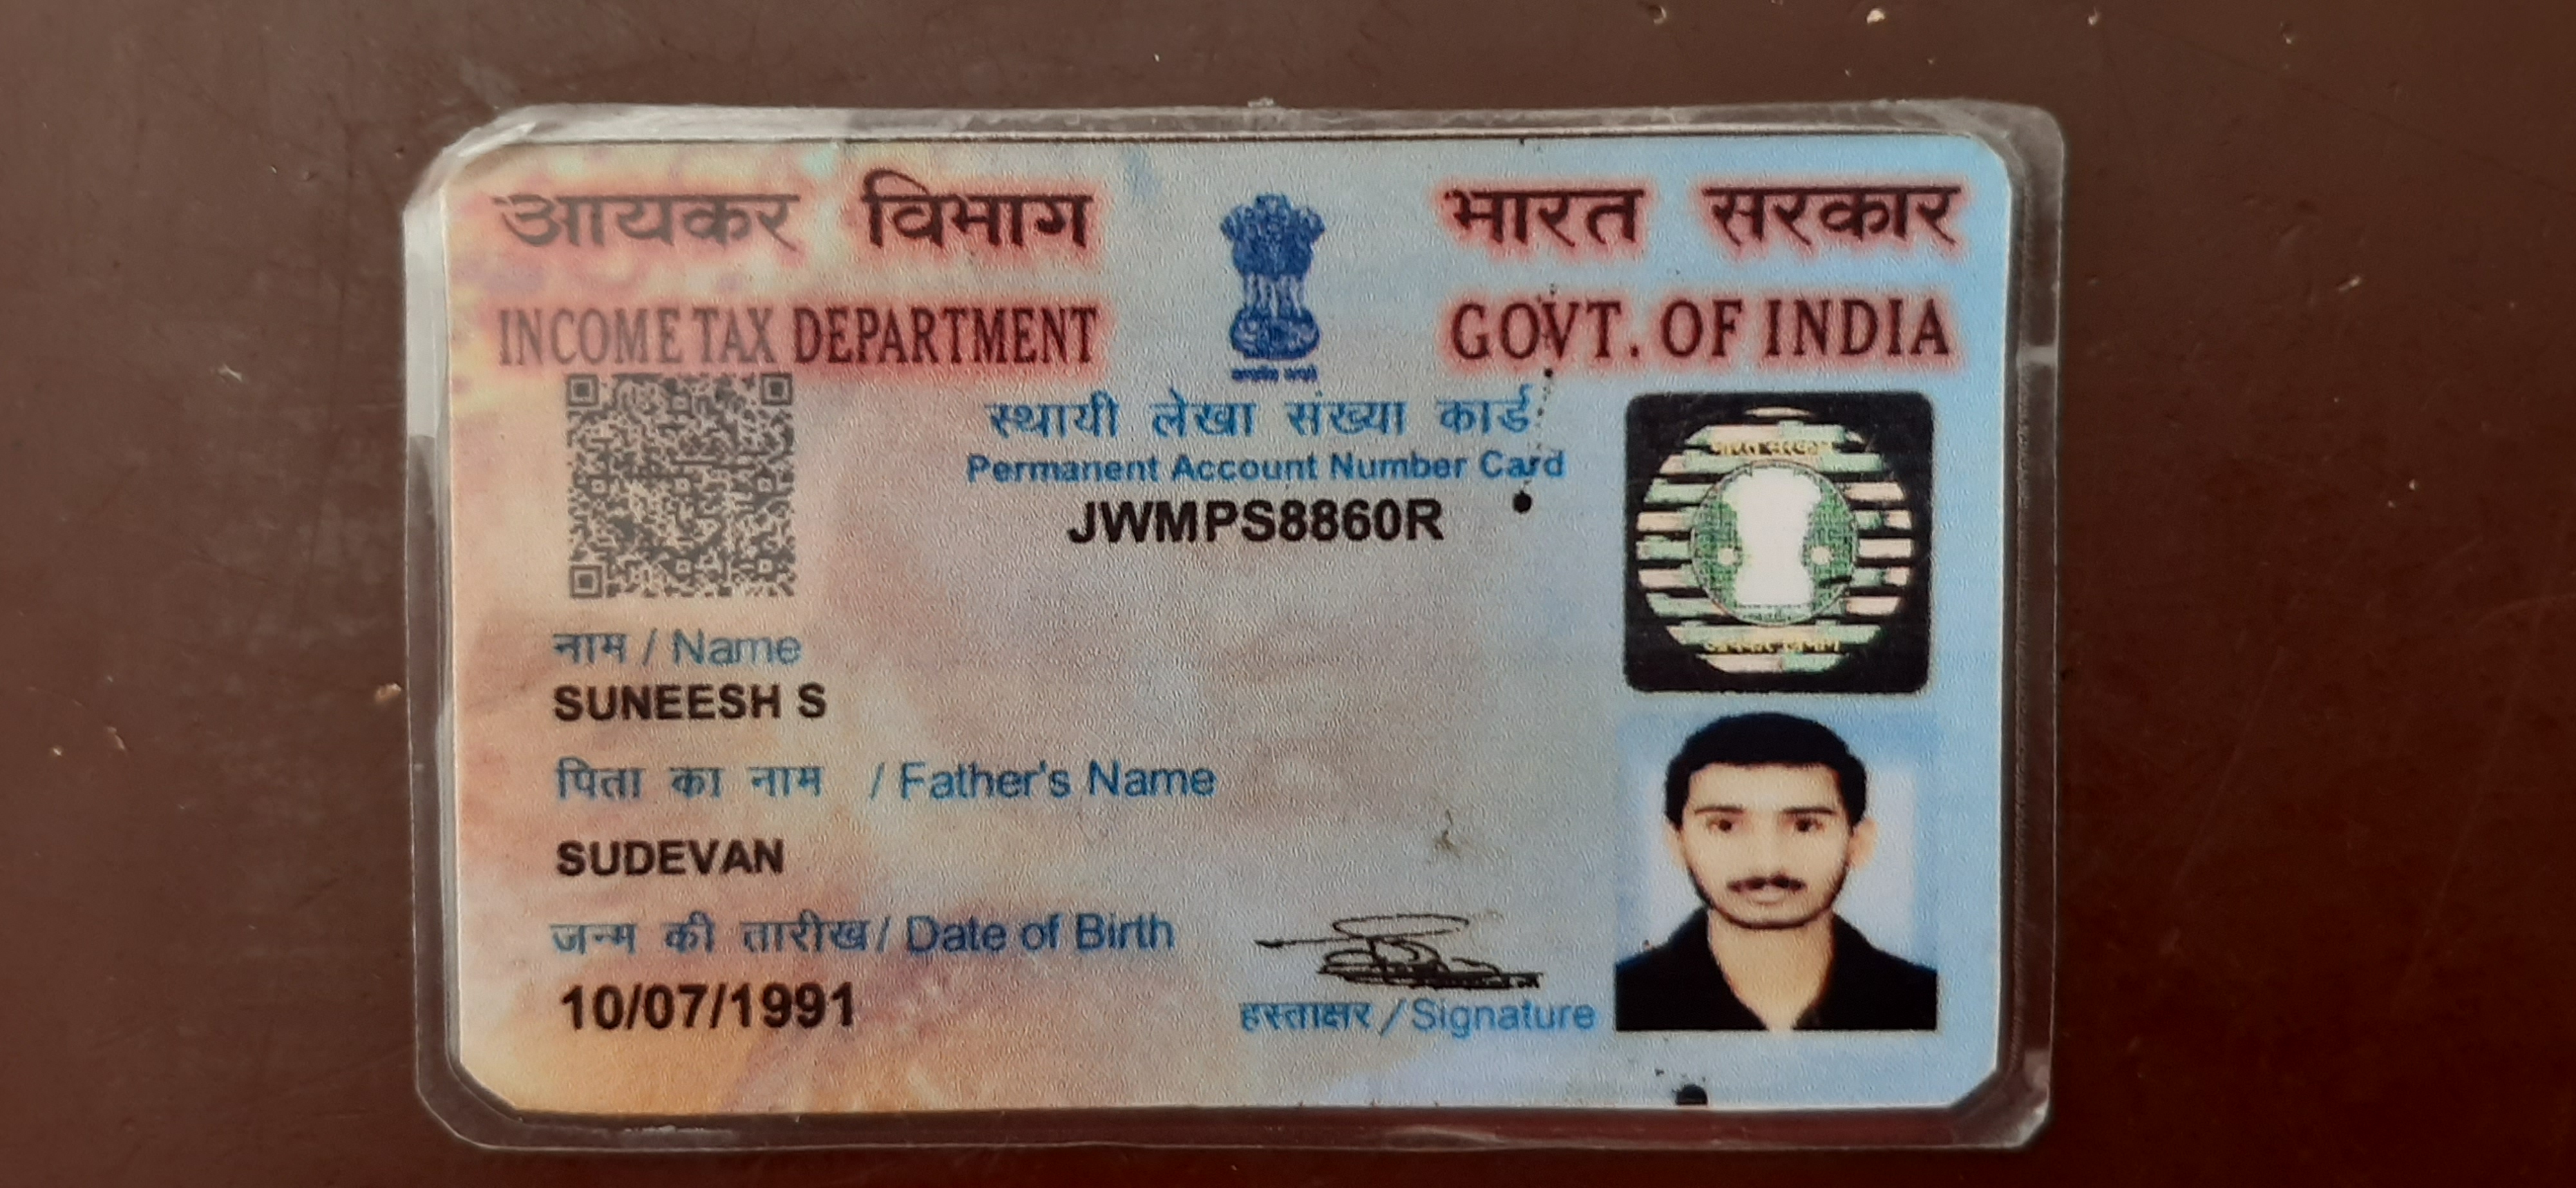 आयकर विभाग
INCOME TAX DEPARTMENT
भारत सरकार
GOVT. OF INDIA
स्थायी लेखा संख्या कार्ड
Permanent Account Number Card
JWMPS8860R
नाम / Name
SUNEESH S
पिता का नाम / Father's Name
SUDEVAN
जन्म की तारीख / Date of Birth
10/07/1991
हस्ताक्षर / Signature